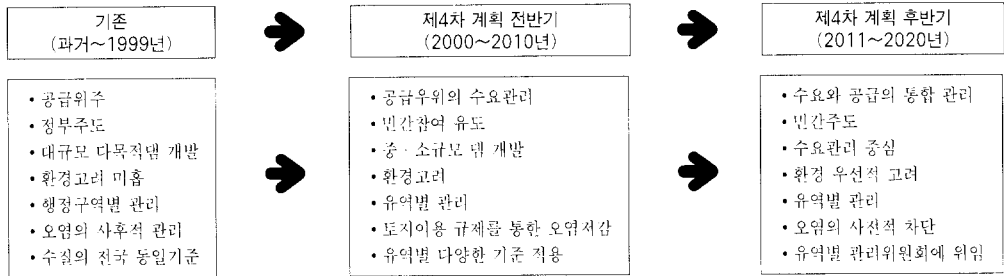 기존
(과거~1999년)
제4차 계획 전반기
(2000~2010년)
제4차 계획 후반기
(2011~2020년)
• 공급위주
• 정부주도
• 대규모 다목적댐 개발
• 환경고려 미흡
• 행정구역별 관리
• 오염의 사후적 관리
• 수질의 전국 동일기준
• 공급우위의 수요관리
• 민간참여 유도
• 중·소규모 댐 개발
• 환경고려
• 유역별 관리
• 토지이용 규제를 통한 오염저감
• 유역별 다양한 기준 적용
• 수요와 공급의 통합 관리
• 민간주도
• 수요관리 중심
• 환경 우선적 고려
• 유역별 관리
• 오염의 사전적 차단
• 유역별 관리위원회에 위임